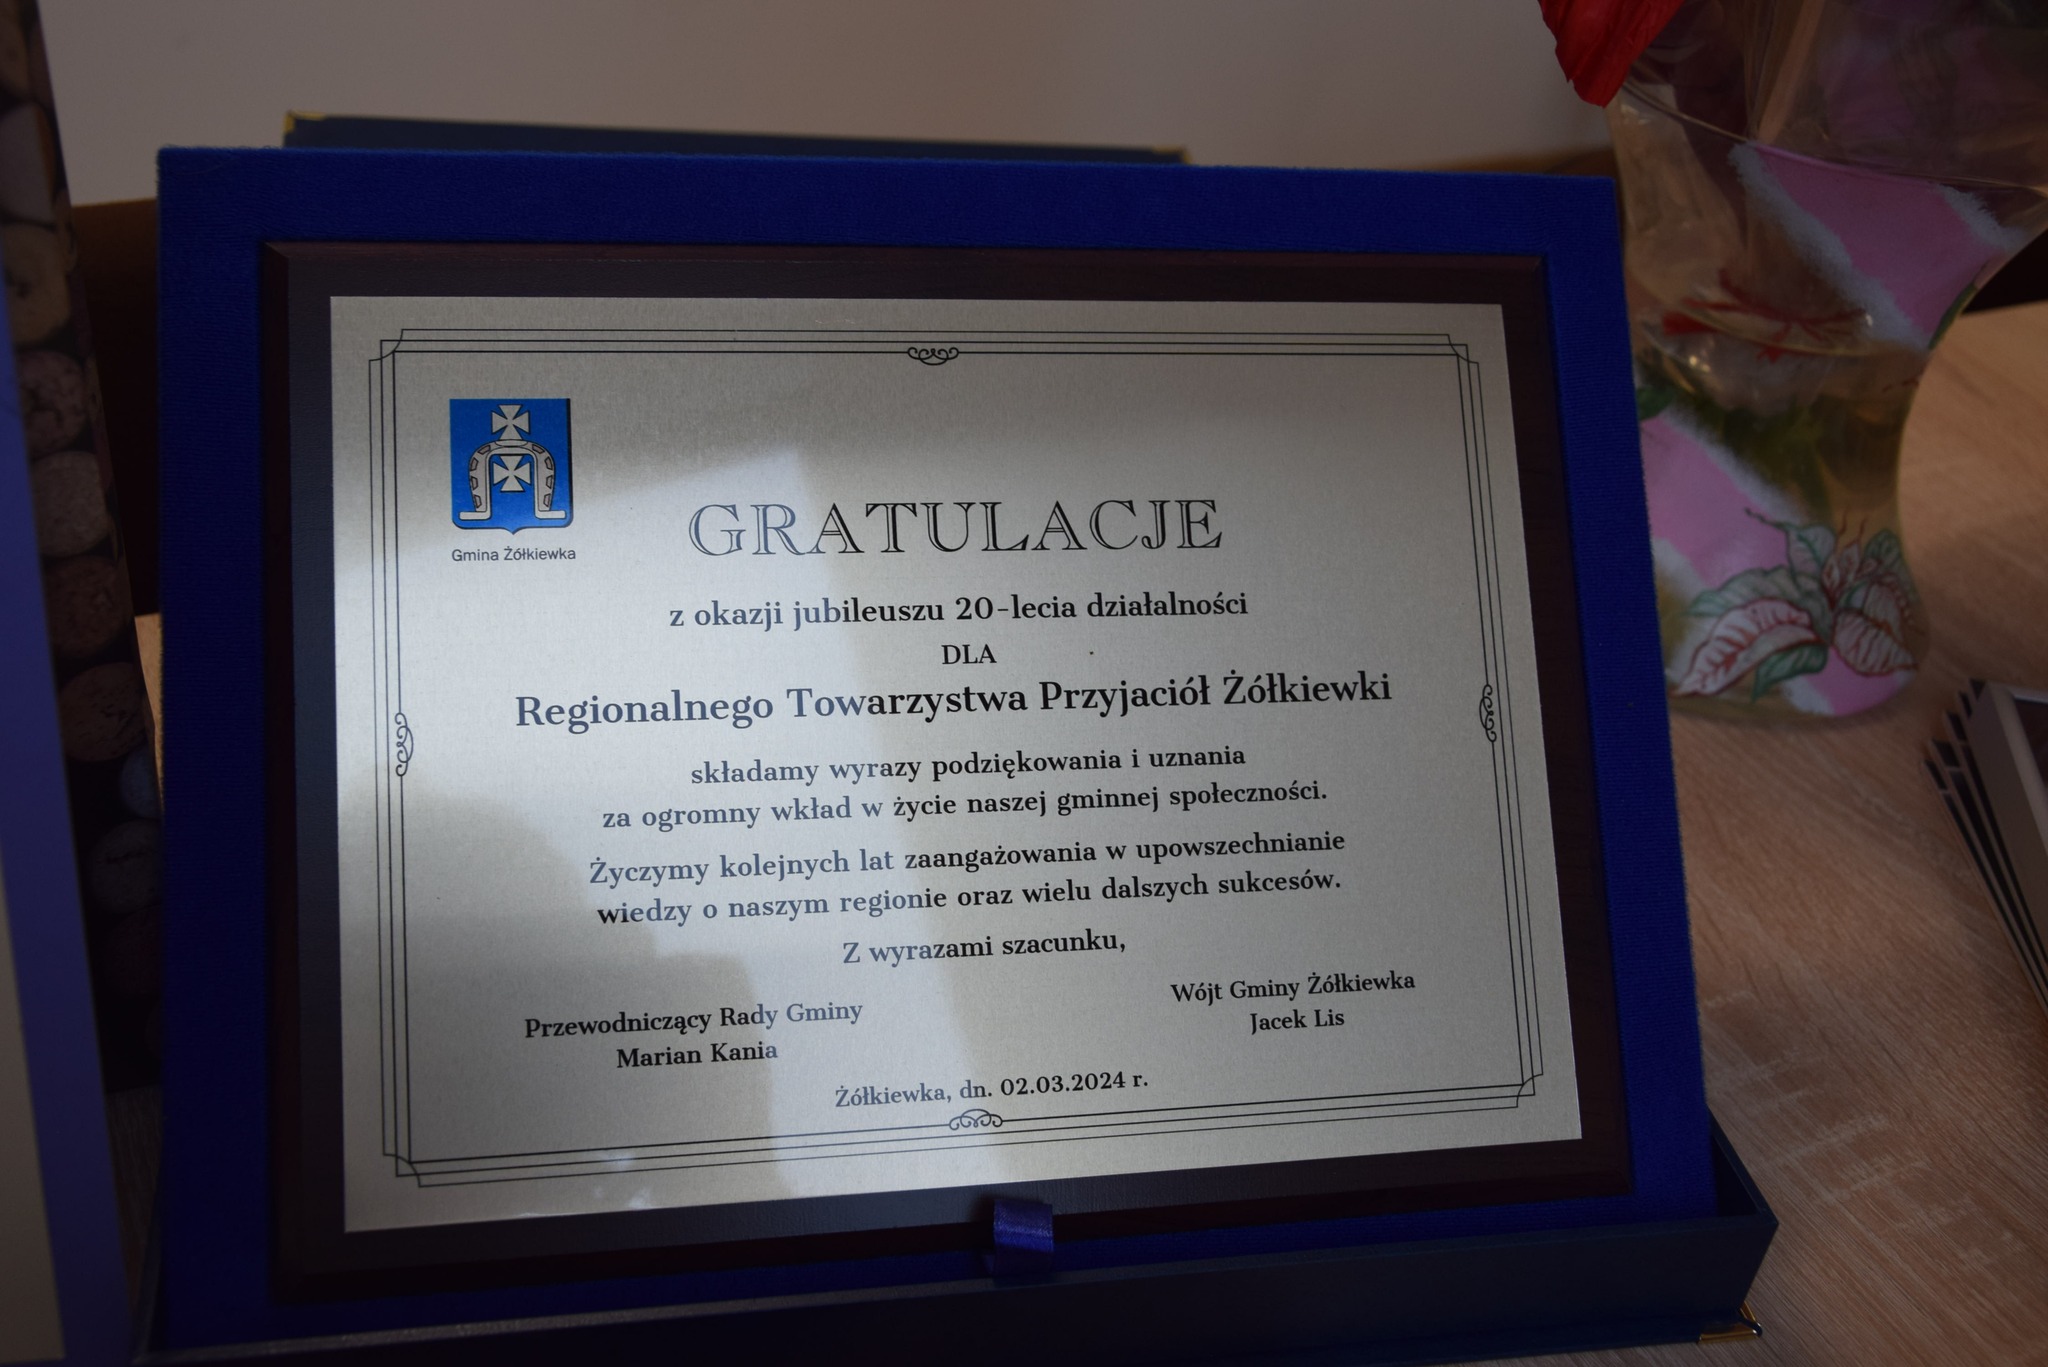 Gmina Żółkiewka
GRATULACJE
z okazji jubileuszu 20-lecia działalności
DLA
Regionalnego Towarzystwa Przyjaciół Żółkiewki
składamy wyrazy podziękowania i uznania
za ogromny wkład w życie naszej gminnej społeczności.
Życzymy kolejnych lat zaangażowania w upowszechnianie
wiedzy o naszym regionie oraz wielu dalszych sukcesów.
Z wyrazami szacunku,
Przewodniczący Rady Gminy
Marian Kania
Wójt Gminy Żółkiewka
Jacek Lis
Żółkiewka, dn. 02.03.2024 r.